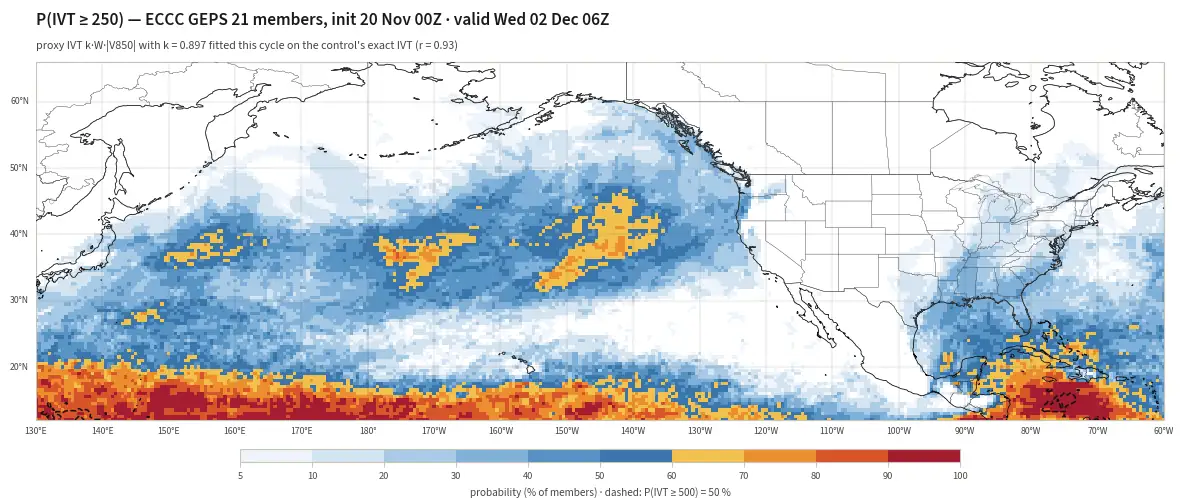 P(IVT ≥ 250) — ECCC GEPS 21 members, init 20 Nov 00Z · valid Wed 02 Dec 06Z
proxy IVT k·W·|V850| with k = 0.897 fitted this cycle on the control's exact IVT (r = 0.93)
60°N
50°N
40°N
30°N
20°N
130°E 140°E 150°E 160°E 170°E 180° 170°W 160°W 150°W 140°W 130°W 120°W 110°W 100°W 90°W 80°W 70°W 60°W
5 10 20 30 40 50 60 70 80 90 100
probability (% of members) · dashed: P(IVT ≥ 500) = 50 %